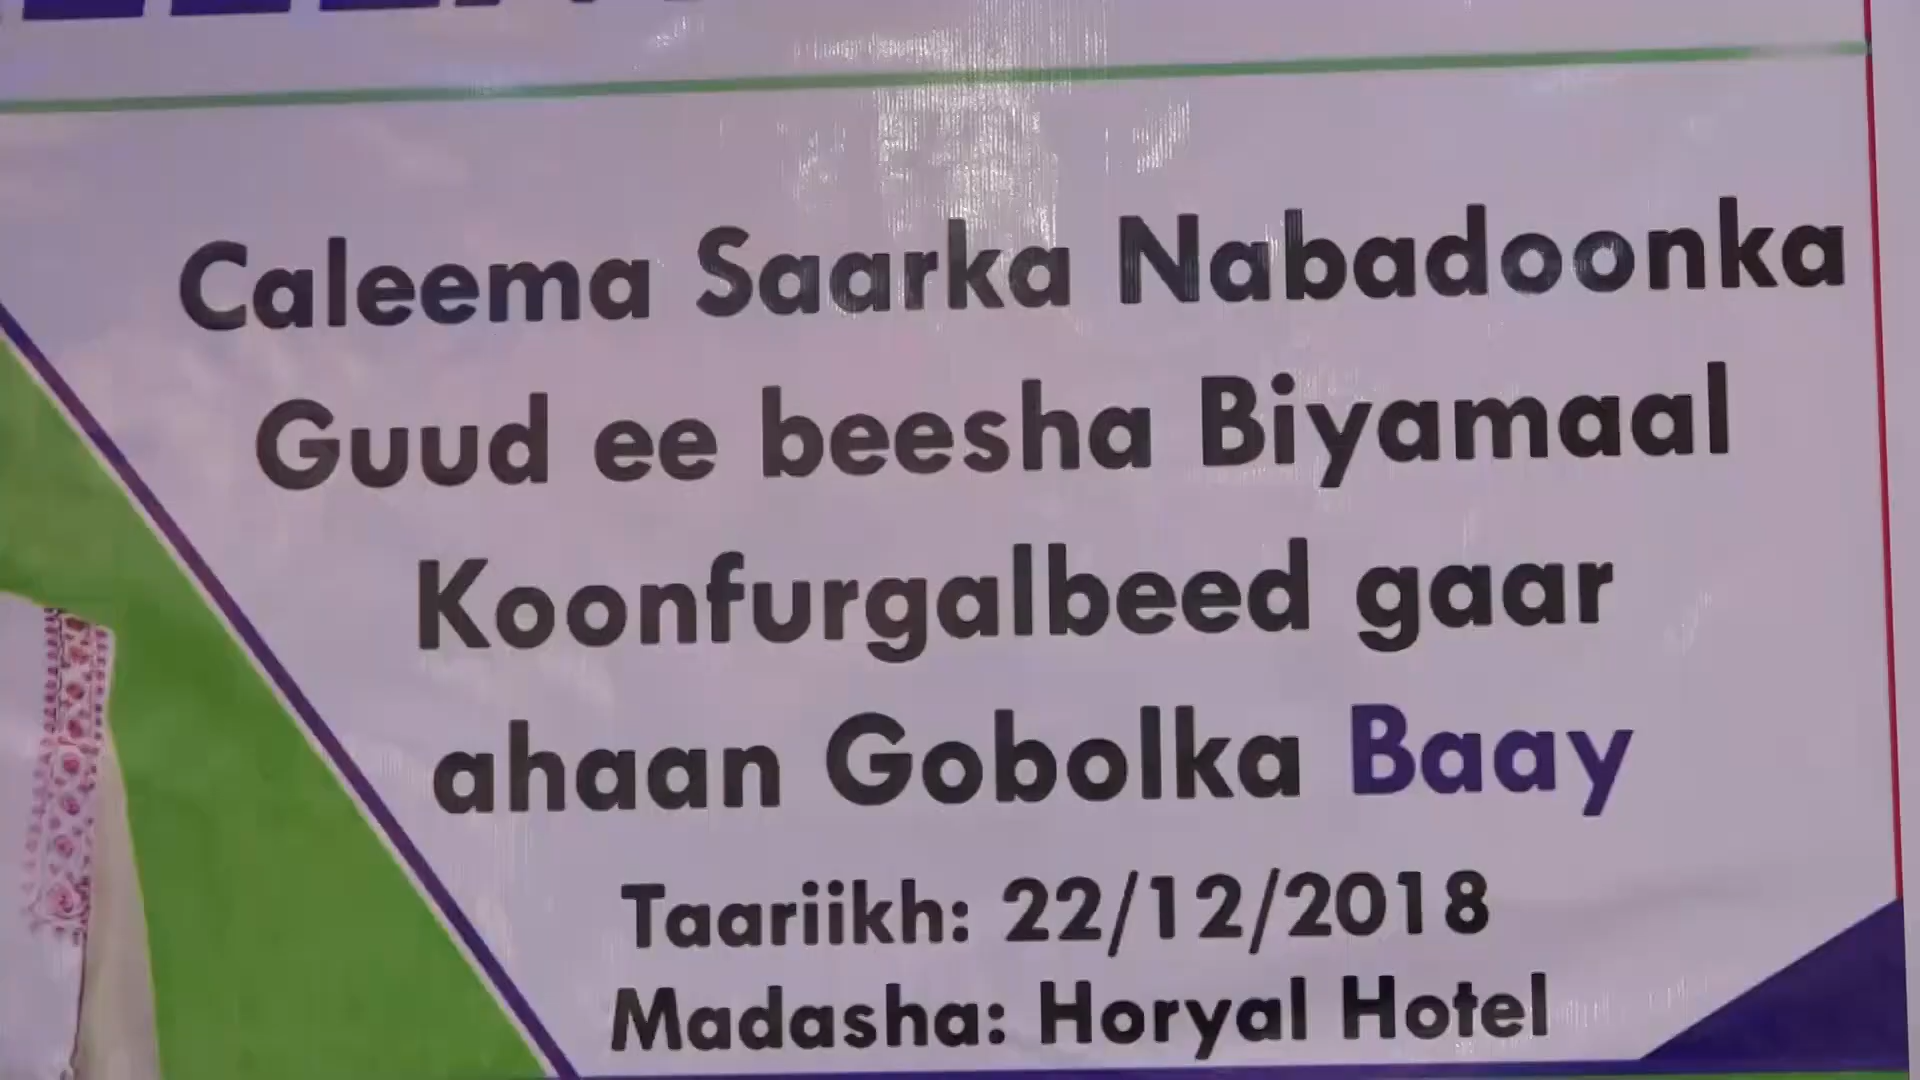 Caleema Saarka Nabadoonka
Guud ee beesha Biyamaal
Koonfurgalbeed gaar
ahaan Gobolka Baay
Taariikh: 22/12/2018
Madasha: Horyal Hotel